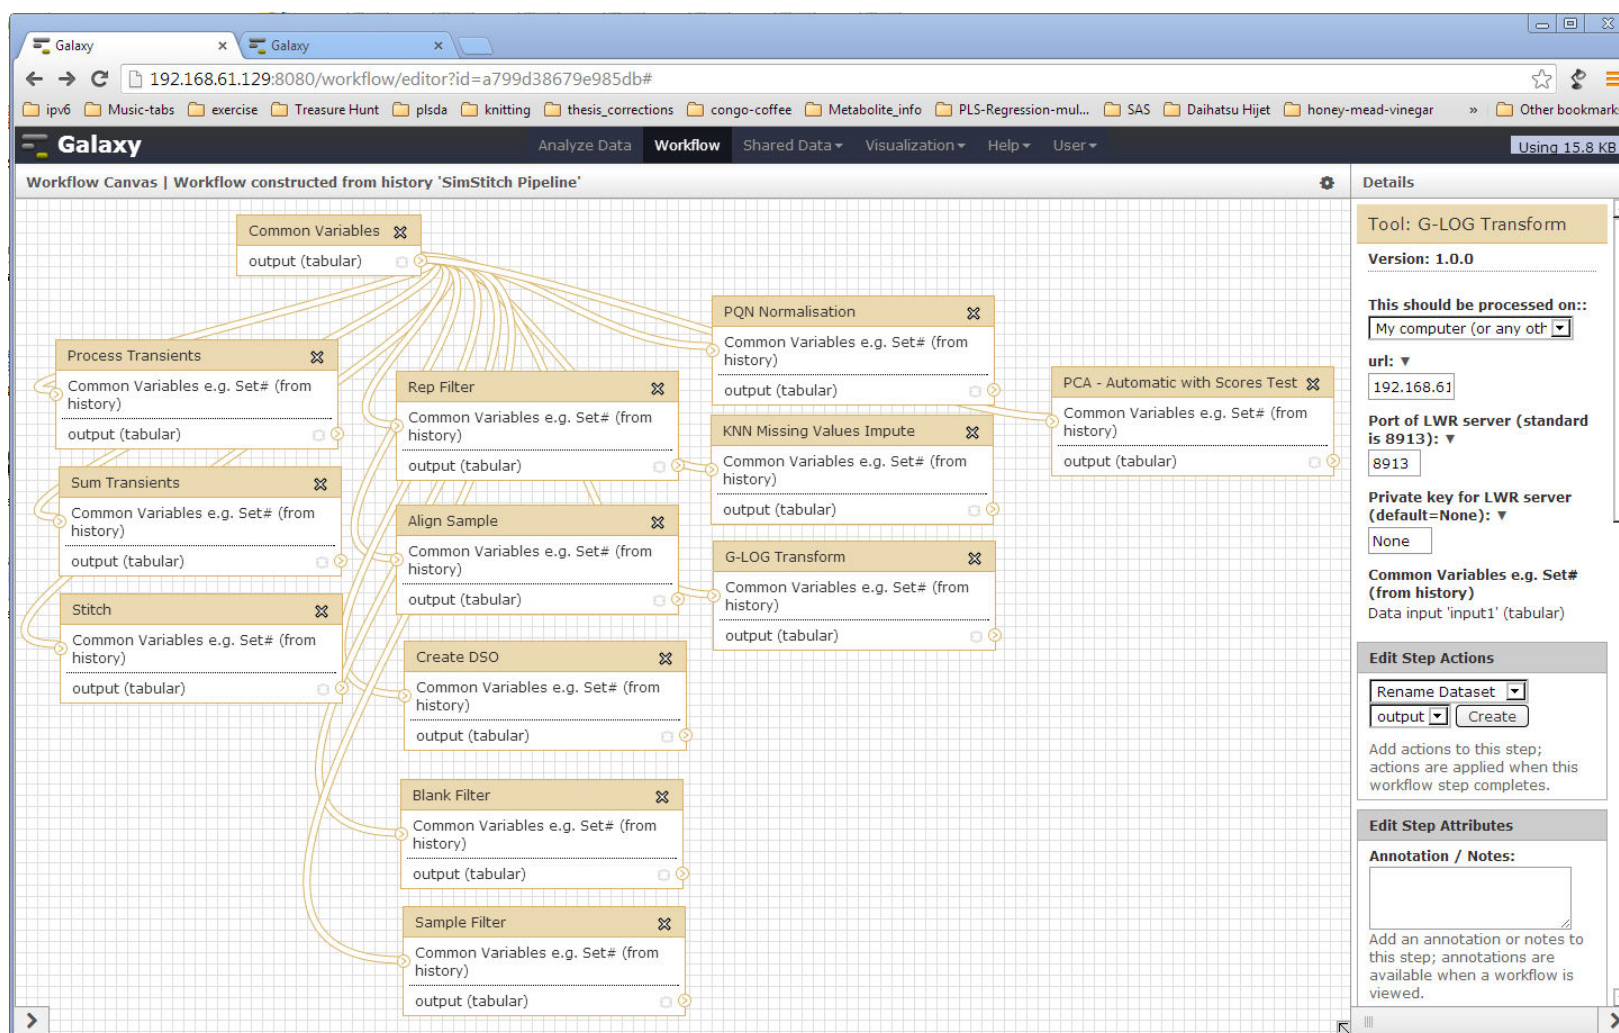 Galaxy
Galaxy
192.168.61.129:8080/workflow/editor?id=a799d38679e985db#
ipv6 Music-tabs exercise Treasure Hunt plsda knitting thesis_corrections congo-coffee Metabolite_info PLS-Regression-mul... SAS Daihatsu Hijet honey-mead-vinegar » Other bookmarks
Galaxy Analyze Data Workflow Shared Data Visualization Help User Using 15.8 KB
Workflow Canvas | Workflow constructed from history 'SimStitch Pipeline'
Common Variables
output (tabular)
Process Transients
Common Variables e.g. Set# (from
history)
output (tabular)
Sum Transients
Common Variables e.g. Set# (from
history)
output (tabular)
Stitch
Common Variables e.g. Set# (from
history)
output (tabular)
Rep Filter
Common Variables e.g. Set# (from
history)
output (tabular)
Align Sample
Common Variables e.g. Set# (from
history)
output (tabular)
Create DSO
Common Variables e.g. Set# (from
history)
output (tabular)
Blank Filter
Common Variables e.g. Set# (from
history)
output (tabular)
Sample Filter
Common Variables e.g. Set# (from
history)
output (tabular)
PQN Normalisation
Common Variables e.g. Set# (from
history)
output (tabular)
KNN Missing Values Impute
Common Variables e.g. Set# (from
history)
output (tabular)
G-LOG Transform
Common Variables e.g. Set# (from
history)
output (tabular)
PCA - Automatic with Scores Test
Common Variables e.g. Set# (from
history)
output (tabular)
Details
Tool: G-LOG Transform
Version: 1.0.0
This should be processed on::
My computer (or any oth
url:
192.168.61
Port of LWR server (standard
is 8913):
8913
Private key for LWR server
(default=None):
None
Common Variables e.g. Set#
(from history)
Data input 'input1' (tabular)
Edit Step Actions
Rename Dataset
output Create
Add actions to this step;
actions are applied when this
workflow step completes.
Edit Step Attributes
Annotation / Notes:
Add an annotation or notes to
this step; annotations are
available when a workflow is
viewed.